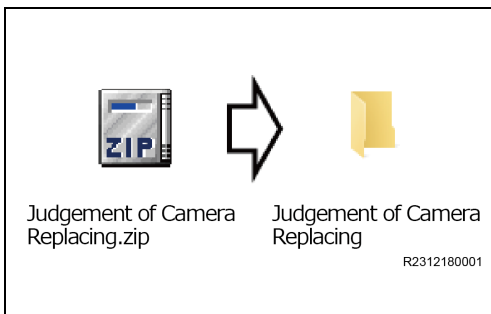 ZIP
Judgement of Camera
Replacing.zip
Judgement of Camera
Replacing
R2312180001